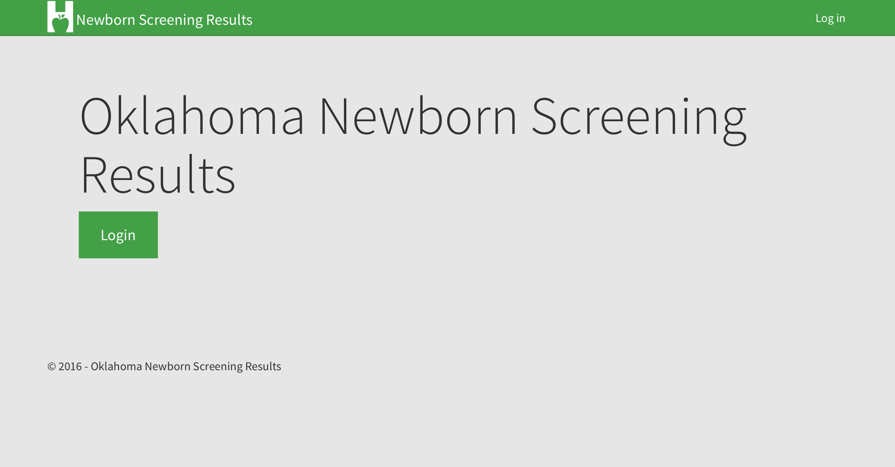 Newborn Screening Results
Log in
Oklahoma Newborn Screening
Results
Login
© 2016 - Oklahoma Newborn Screening Results